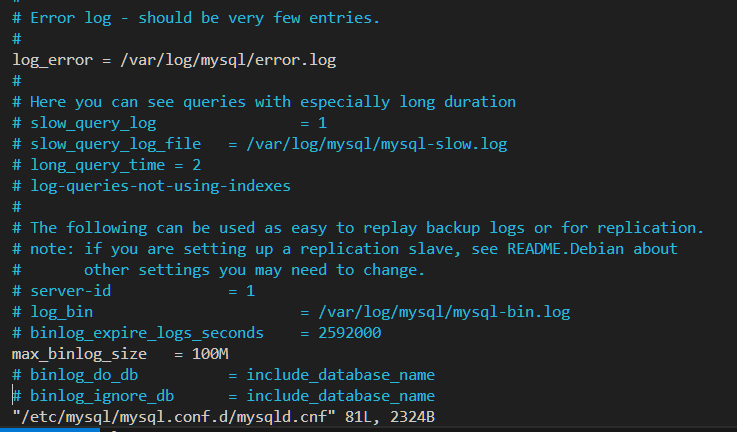 #
# Error log - should be very few entries.
#
log_error = /var/log/mysql/error.log
#
# Here you can see queries with especially long duration
# slow_query_log                = 1
# slow_query_log_file   = /var/log/mysql/mysql-slow.log
# long_query_time = 2
# log-queries-not-using-indexes
#
# The following can be used as easy to replay backup logs or for replication.
# note: if you are setting up a replication slave, see README.Debian about
#       other settings you may need to change.
# server-id             = 1
# log_bin                       = /var/log/mysql/mysql-bin.log
# binlog_expire_logs_seconds    = 2592000
max_binlog_size   = 100M
# binlog_do_db          = include_database_name
# binlog_ignore_db      = include_database_name
"/etc/mysql/mysql.conf.d/mysqld.cnf" 81L, 2324B